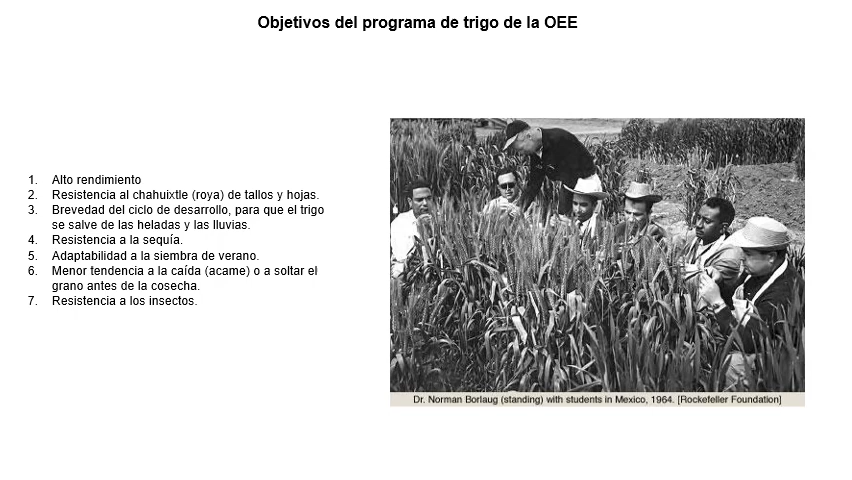 Objetivos del programa de trigo de la OEE
1. Alto rendimiento
2. Resistencia al chahuixtle (roya) de tallos y hojas.
3. Brevedad del ciclo de desarrollo, para que el trigo
se salve de las heladas y las lluvias.
4. Resistencia a la sequía.
5. Adaptabilidad a la siembra de verano.
6. Menor tendencia a la caída (acame) o a soltar el
grano antes de la cosecha.
7. Resistencia a los insectos.
Dr. Norman Borlaug (standing) with students in Mexico, 1964. [Rockefeller Foundation]